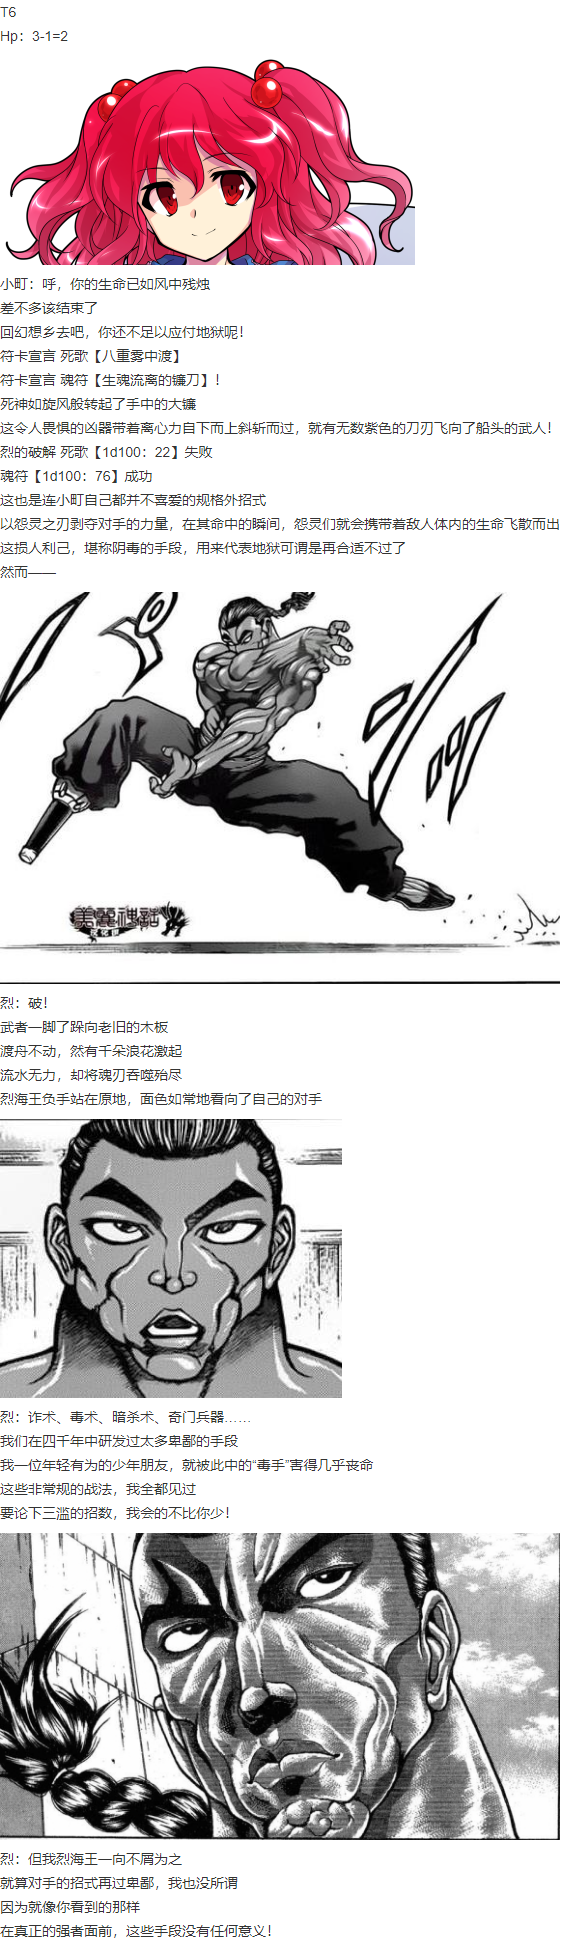 T6
Hp：3-1=2
小町：呼，你的生命已如风中残烛
差不多该结束了
回幻想乡去吧，你还不足以应付地狱呢！
符卡宣言 死歌【八重雾中渡】
符卡宣言 魂符【生魂流离的镰刀】！
死神如旋风般转起了手中的大镰
这令人畏惧的凶器带着离心力自下而上斜斩而过，就有无数紫色的刀刃飞向了船头的武人！
烈的破解 死歌【1d100：22】失败
魂符【1d100：76】成功
这也是连小町自己都并不喜爱的规格外招式
以怨灵之刃剥夺对手的力量，在其命中的瞬间，怨灵们就会携带着敌人体内的生命飞散而出
这损人利己，堪称阴毒的手段，用来代表地狱可谓是再合适不过了
然而——
美丽神话
汉化组
烈：破！
武者一脚了跺向老旧的木板
渡舟不动，然有千朵浪花激起
流水无力，却将魂刃吞噬殆尽
烈海王负手站在原地，面色如常地看向了自己的对手
烈：诈术、毒术、暗杀术、奇门兵器……
我们在四千年中研发过太多卑鄙的手段
我一位年轻有为的少年朋友，就被此中的“毒手”害得几乎丧命
这些非常规的战法，我全都见过
要论下三滥的招数，我会的不比你少！
烈：但我烈海王一向不屑为之
就算对手的招式再过卑鄙，我也没所谓
因为就像你看到的那样
在真正的强者面前，这些手段没有任何意义！